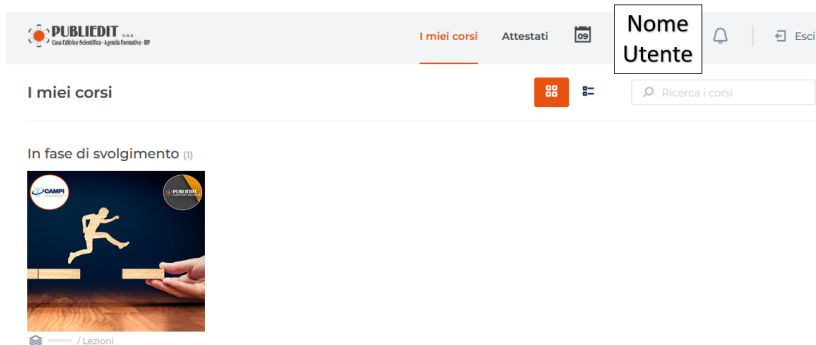 PUBLIEDIT s.a.s.
Casa Editrice Scientifica - Agenzia Formativa - RP
I miei corsi
Attestati
09
Nome
Utente
Esci
I miei corsi
Ricerca i corsi
In fase di svolgimento (1)
CAMPI
PUBLIEDIT
/ Lezioni